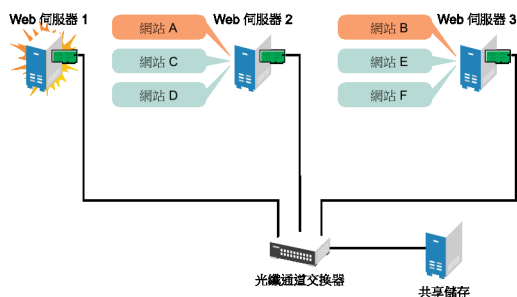 Web 伺服器 1
Web 伺服器 2
Web 伺服器 3
網站 A
網站 C
網站 D
網站 B
網站 E
網站 F
光纖通道交換器
共享儲存